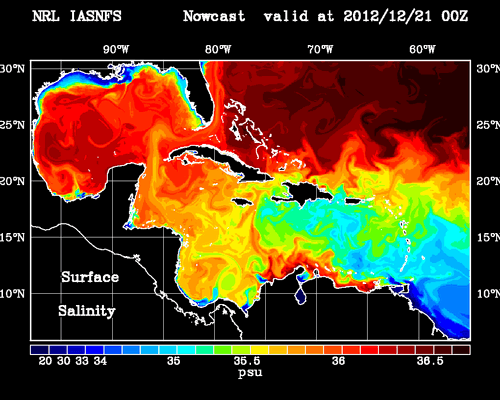 NRL IASNFS Nowcast valid at 2012/12/21 00Z
90°W 80°W 70°W 60°W
30°N 30°N
25°N 25°N
20°N 20°N
15°N 15°N
Surface
10°N 10°N
Salinity
20 30 33 34 35 35.5 36 36.5
psu